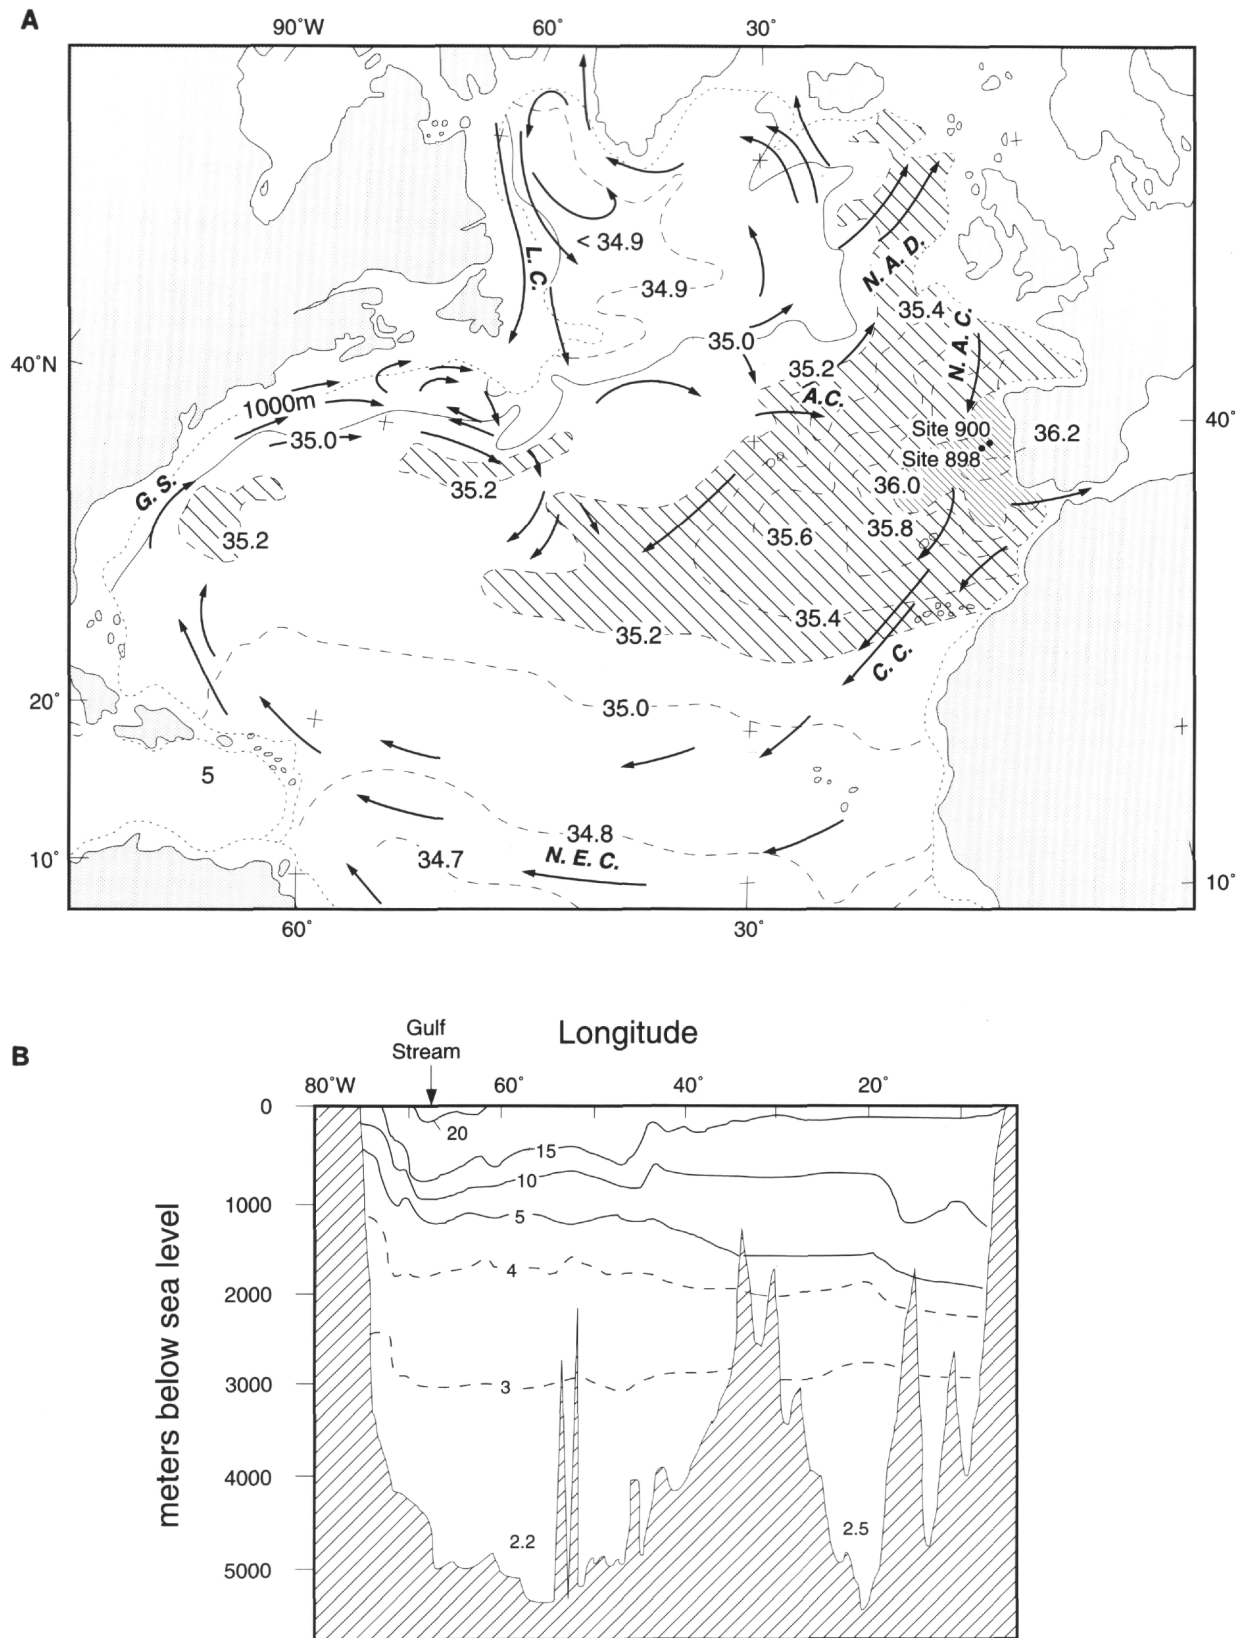 A
90°W
60°
30°
< 34.9
L. C.
34.9
N. A. D.
35.4
N. A. C.
35.0
40°N
35.2
A.C.
1000m
40°
Site 900
36.2
35.0
Site 898
35.2
36.0
G. S.
35.8
35.2
35.6
35.4
35.2
C. C.
20°
35.0
5
34.8
10°
34.7
N. E. C.
10°
60°
30°
B
Gulf
Stream
Longitude
80°W
60°
40°
20°
0
20
15
10
1000
5
4
2000
3000
3
4000
2.2
2.5
5000
meters below sea level